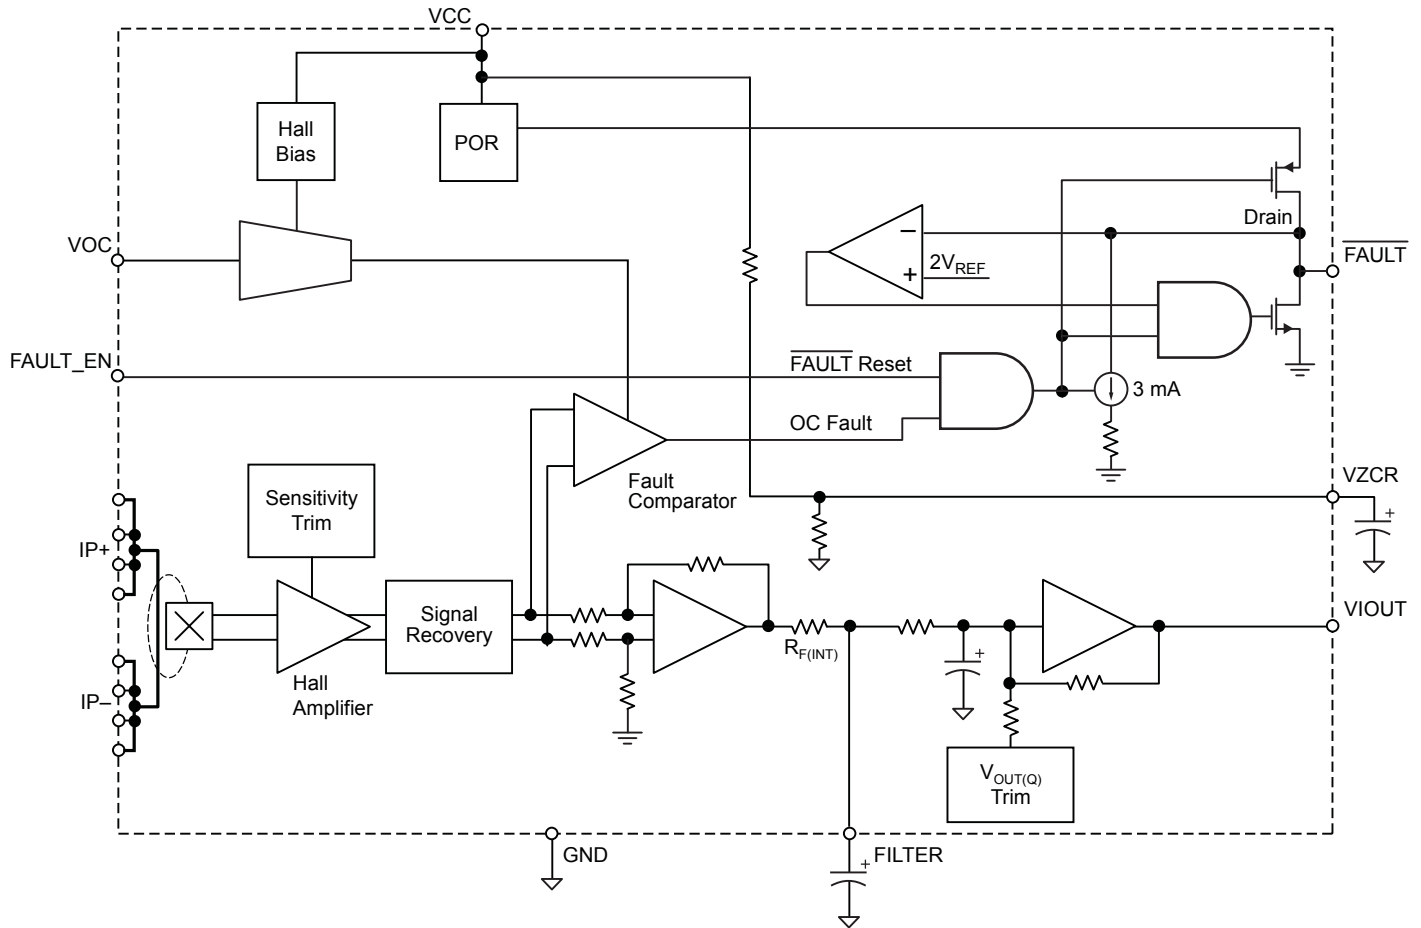 VCC
Hall
Bias
POR
VOC
Drain
FAULT
−
+
2VREF
FAULT_EN
FAULT Reset
3 mA
OC Fault
Fault
Comparator
VZCR
+
Sensitivity
Trim
IP+
Signal
Recovery
VIOUT
RF(INT)
+
Hall
Amplifier
IP–
VOUT(Q)
Trim
GND
FILTER
+